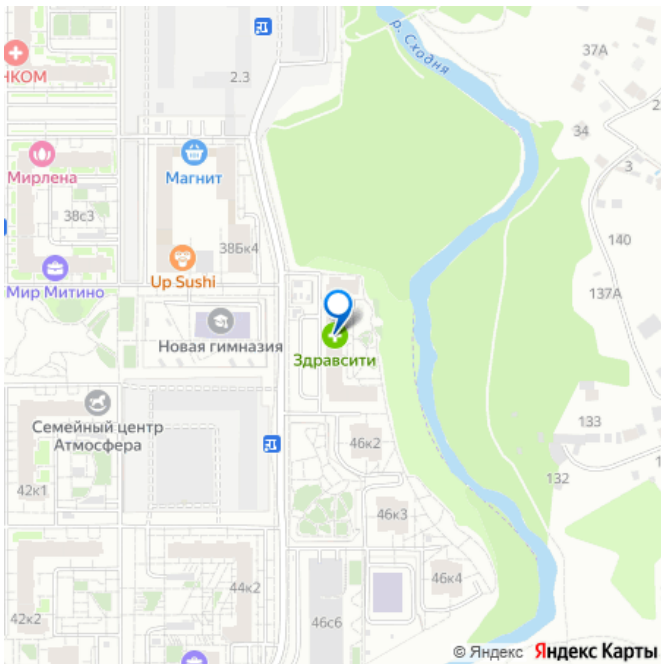 р. Сходня
37А
НКОМ
2.3
34
3
Мирлена
Магнит
38с3
38Бк4
140
Up Sushi
Мир Митино
137А
Новая гимназия
Здравсити
Семейный центр
Атмосфера
133
46к2
132
42к1
46к3
46к4
44к2
42к2
46с6
© Яндекс Яндекс Карты